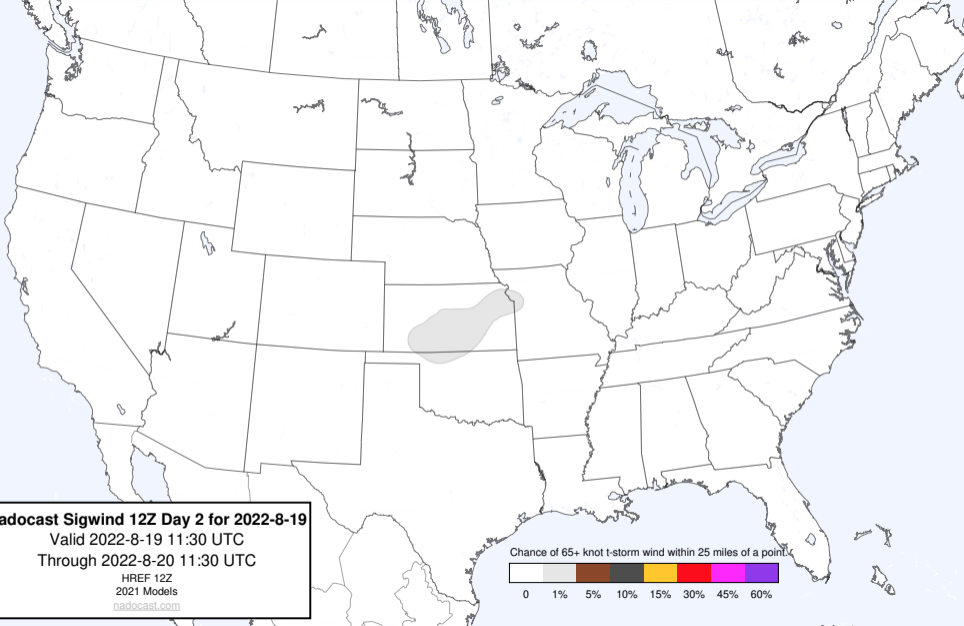 adocast Sigwind 12Z Day 2 for 2022-8-19
Valid 2022-8-19 11:30 UTC
Through 2022-8-20 11:30 UTC
HREF 12Z
2021 Models
nadocast.com
Chance of 65+ knot t-storm wind within 25 miles of a point.
0 1% 5% 10% 15% 30% 45% 60%